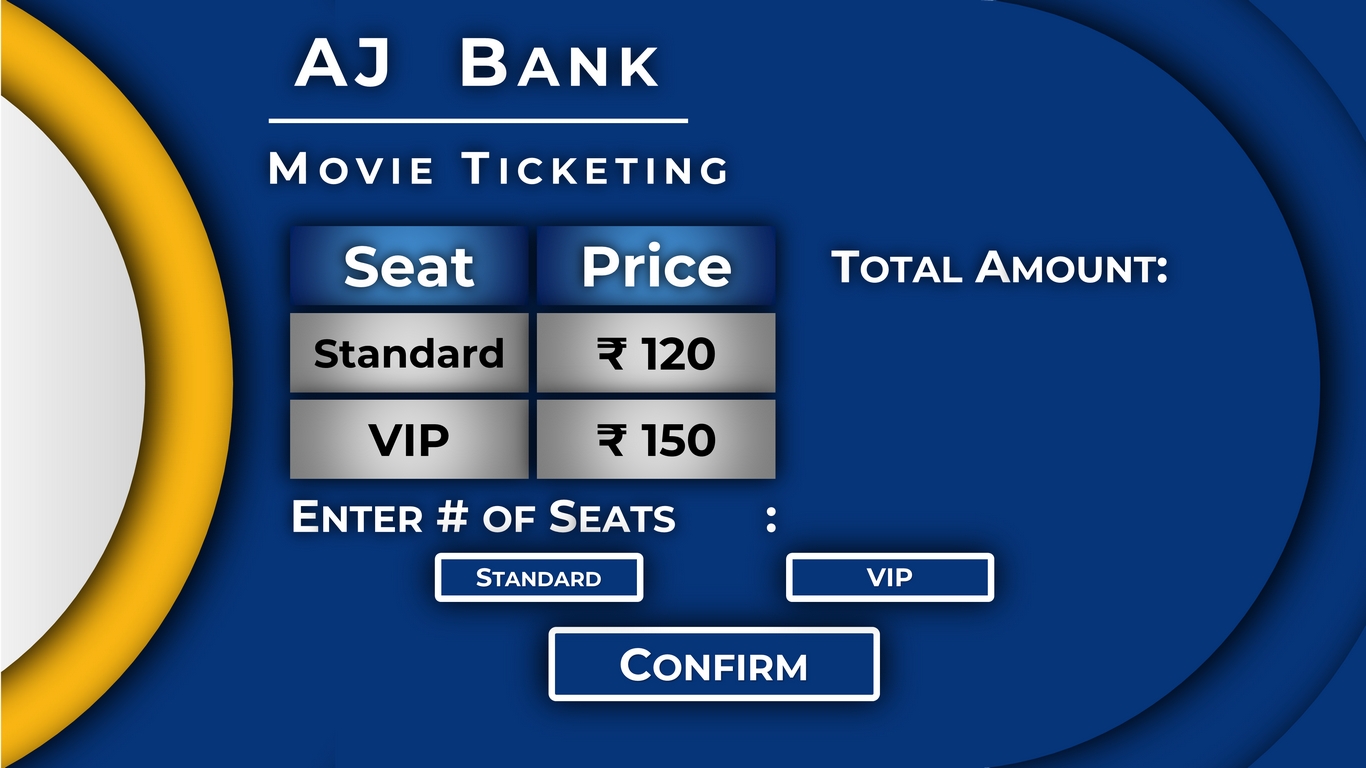 AJ Bank
Movie Ticketing
Seat Price Total Amount:
Standard ₹ 120
VIP ₹ 150
Enter # of Seats :
Standard VIP
Confirm